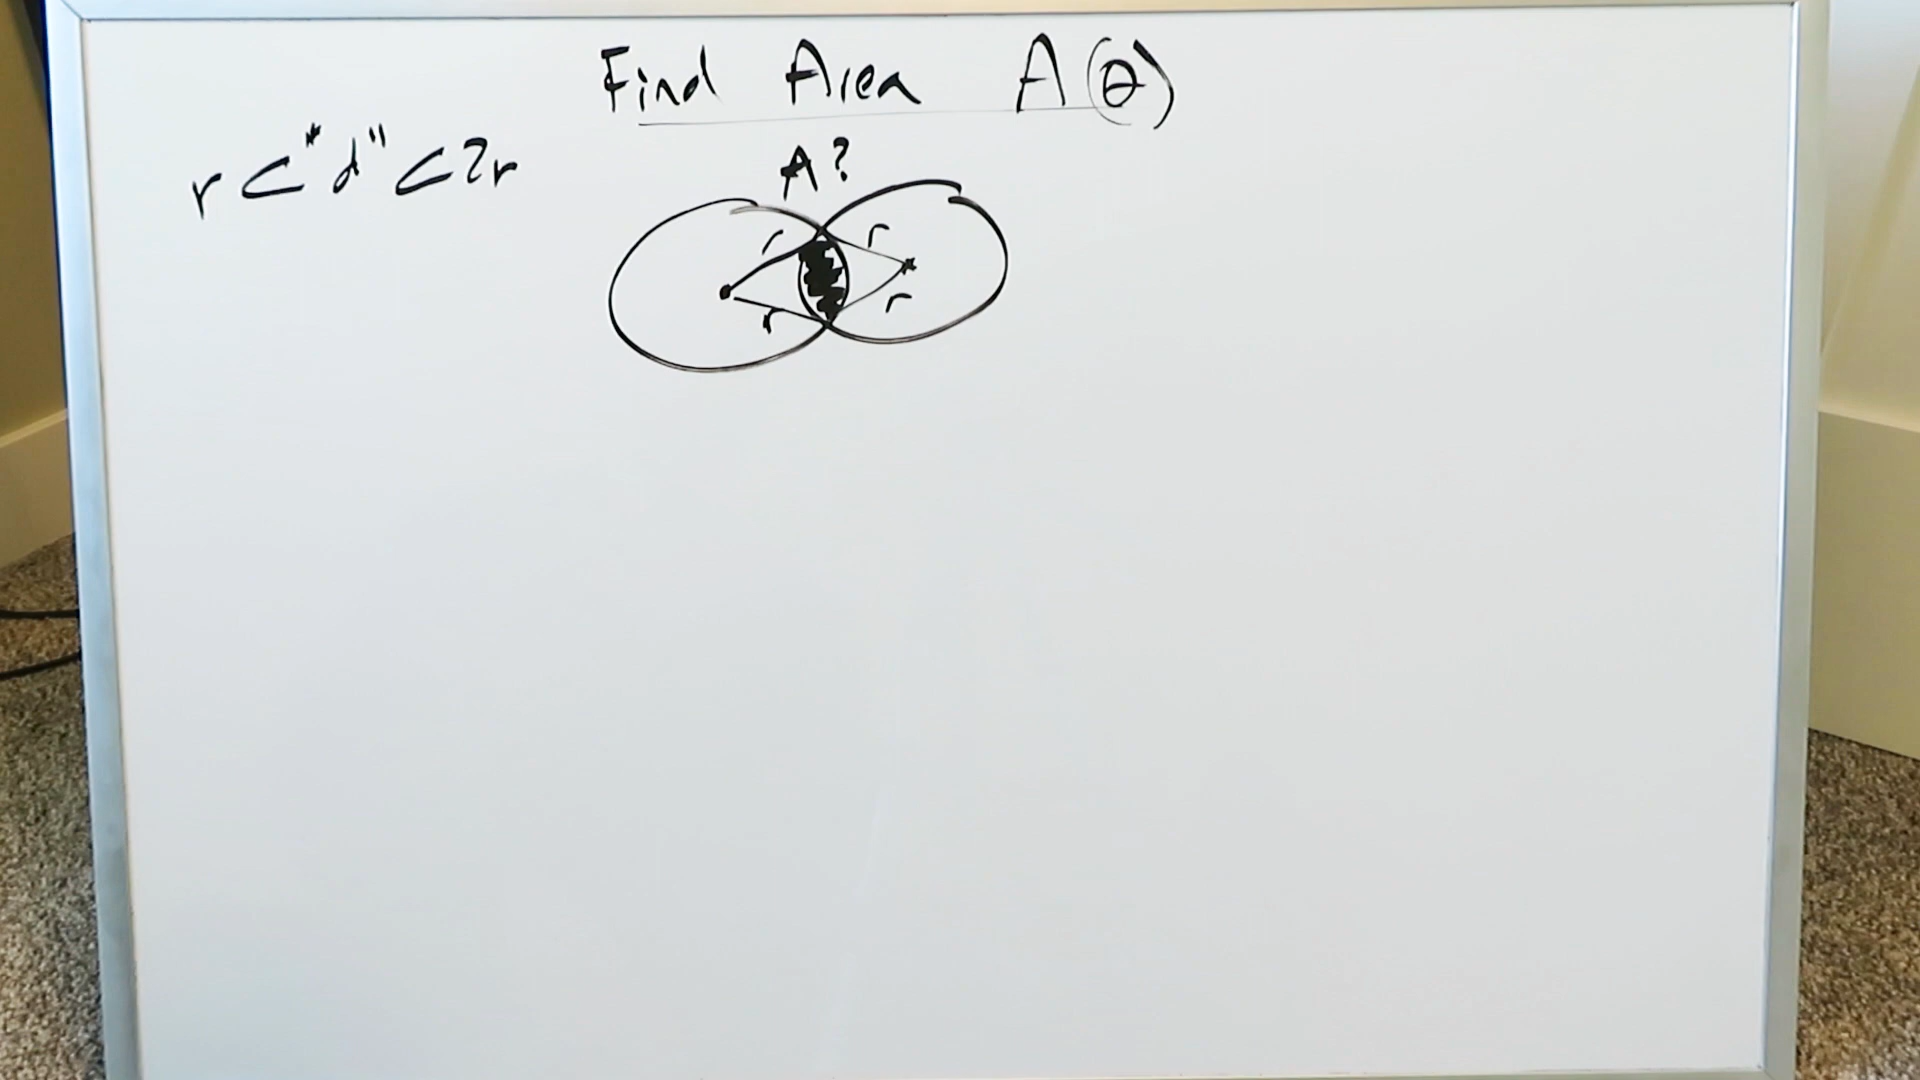 Find Area A(θ)
r < "d" < 2r
A?
r r
r r